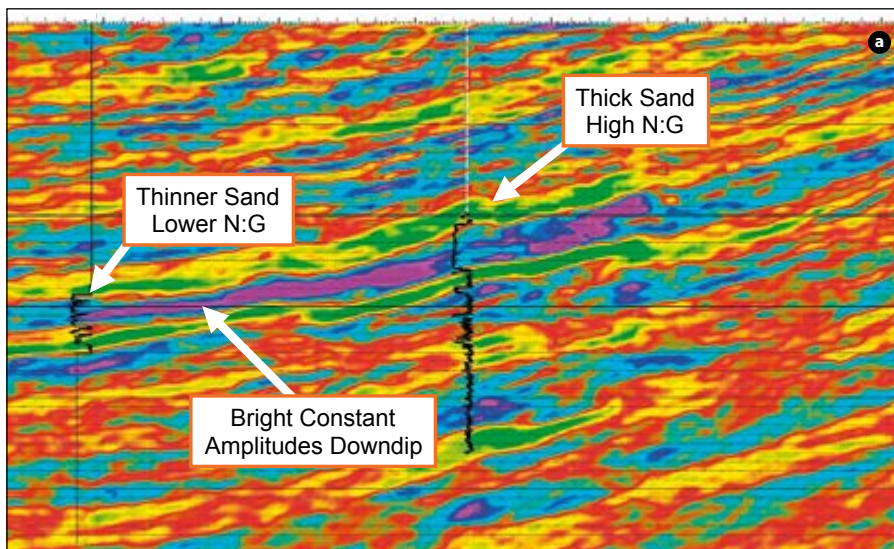 a
Thick Sand
High N:G
Thinner Sand
Lower N:G
Bright Constant
Amplitudes Downdip